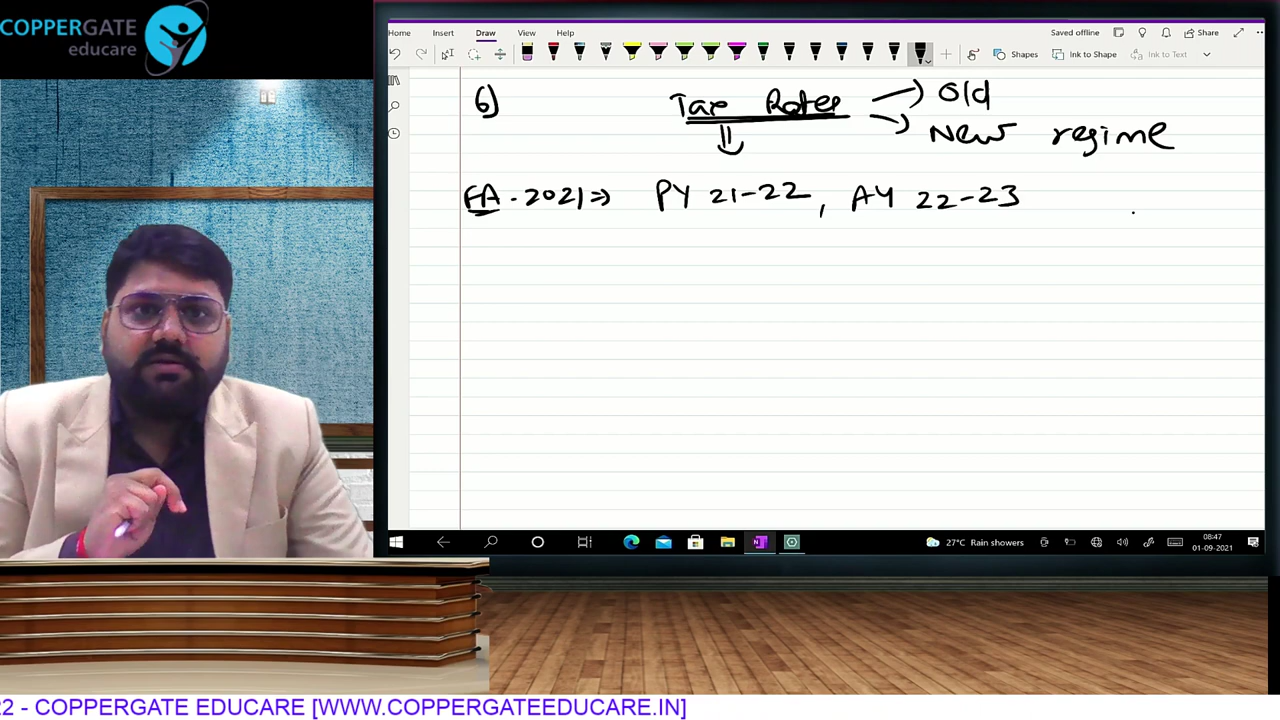 COPPERGATE
educare
Home Insert Draw View Help
Saved offline Share
Shapes Ink to Shape Ink to Text
6) Tax Rates → Old
→ New regime
⇓
FA - 2021 ⇒ PY 21-22, AY 22-23
27°C Rain showers
08:47
01-09-2021
22 - COPPERGATE EDUCARE [WWW.COPPERGATEEDUCARE.IN]